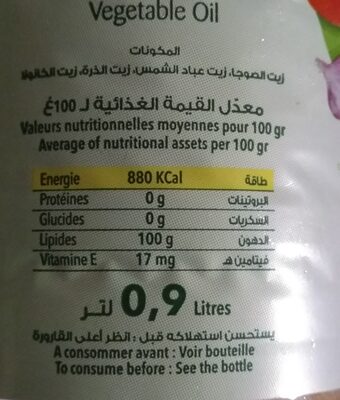 Vegetable Oil
المكونات
زيت الصوجا، زيت عباد الشمس، زيت الذرة، زيت الكانولا
معدّل القيمة الغذائية لـ 100غ
Valeurs nutritionnelles moyennes pour 100 gr
Average of nutritional assets per 100 gr
Energie 880 KCal طاقة
Protéines 0 g البروتينات
Glucides 0 g السكريات
Lipides 100 g الدهون
Vitamine E 17 mg فيتامين هـ
0,9 Litres لتر
يستحسن استهلاكه قبل : انظر أعلى القارورة
A consommer avant : Voir bouteille
To consume before : See the bottle